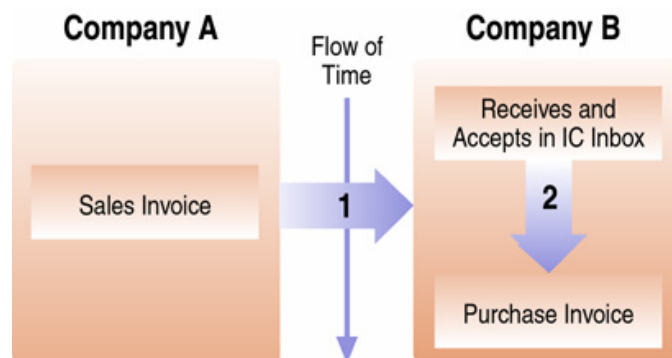 Company A
Flow of
Time
Company B
Receives and
Accepts in IC Inbox
Sales Invoice
1
2
Purchase Invoice